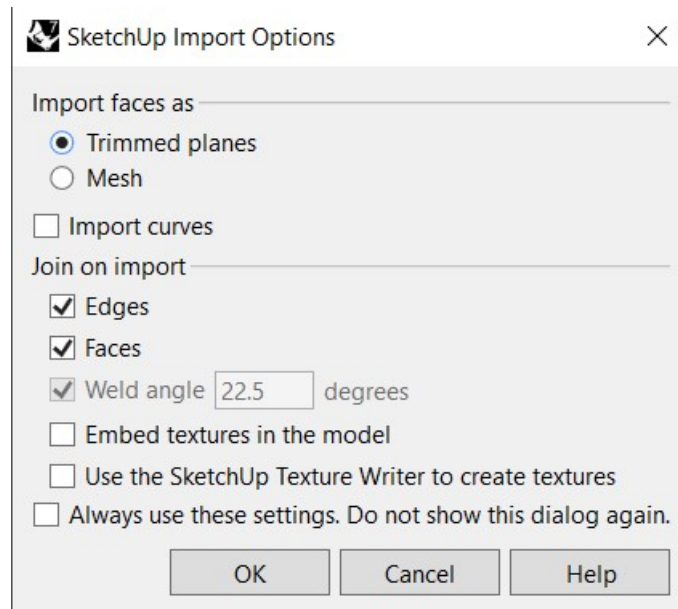 SketchUp Import Options
Import faces as
Trimmed planes
Mesh
Import curves
Join on import
Edges
Faces
Weld angle 22.5 degrees
Embed textures in the model
Use the SketchUp Texture Writer to create textures
Always use these settings. Do not show this dialog again.
OK Cancel Help